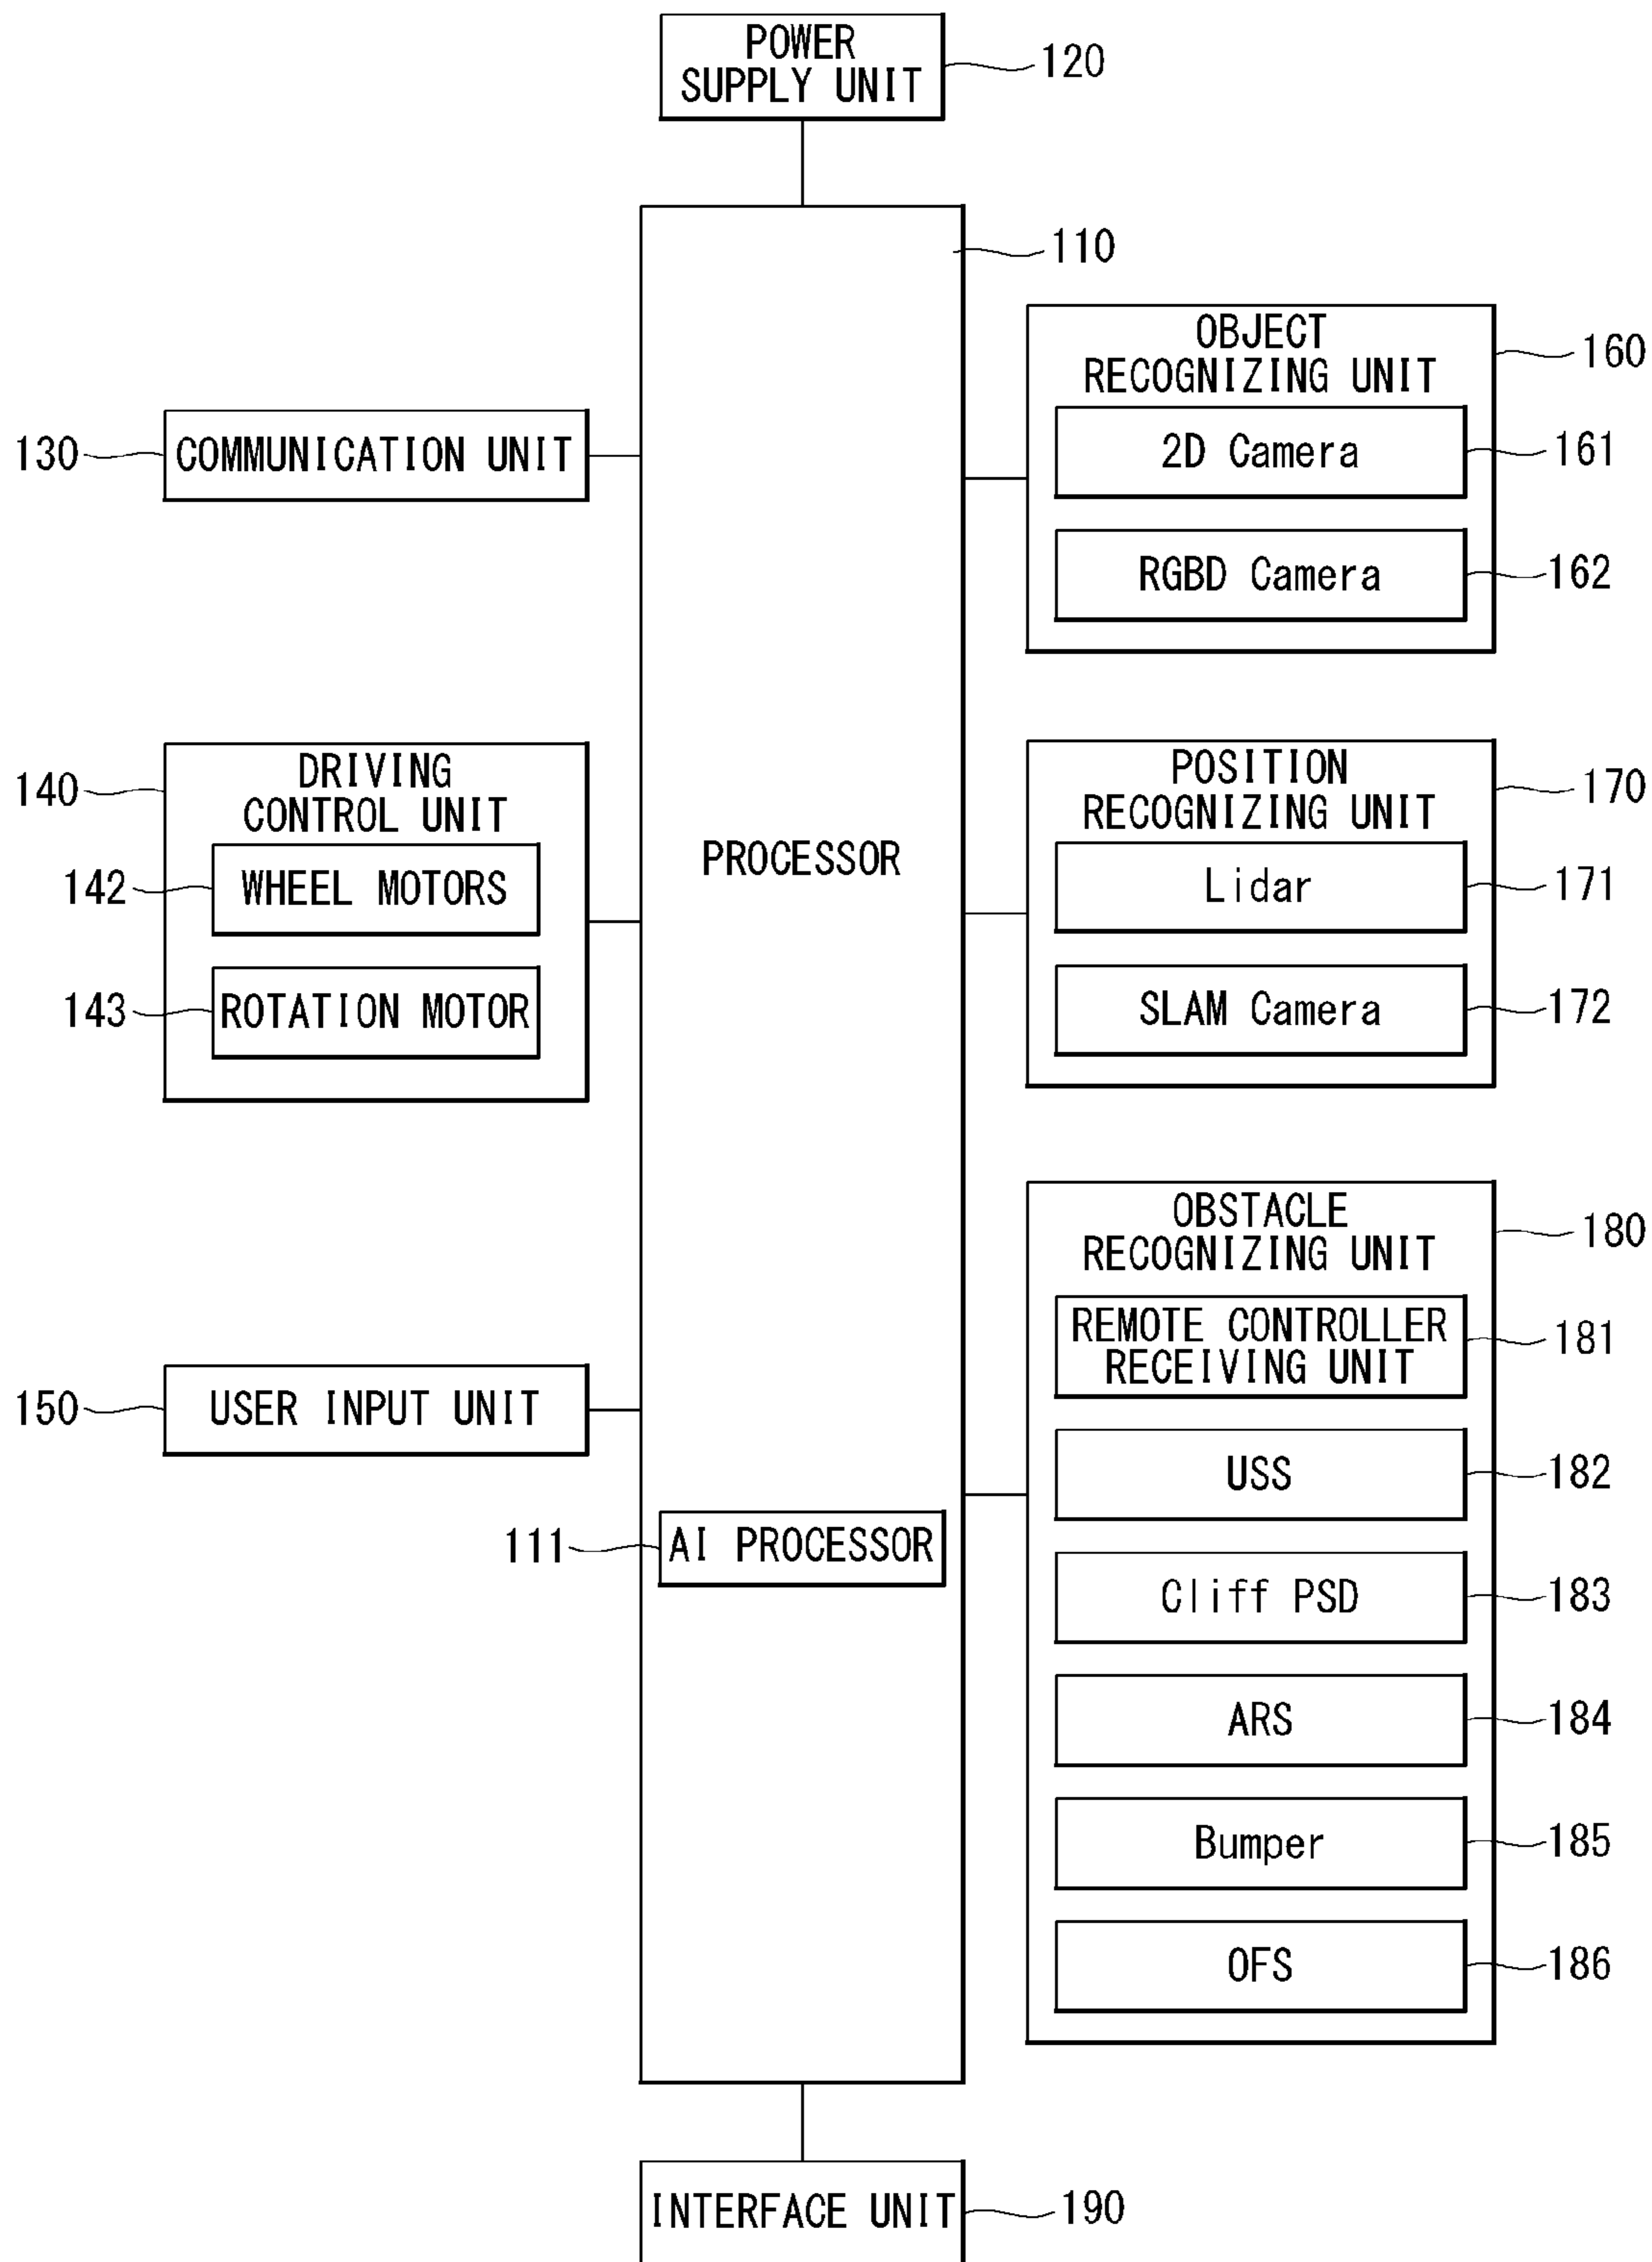 POWER
SUPPLY UNIT
120
110
OBJECT
RECOGNIZING UNIT
160
2D Camera
161
RGBD Camera
162
130
COMMUNICATION UNIT
140
DRIVING
CONTROL UNIT
142
WHEEL MOTORS
143
ROTATION MOTOR
PROCESSOR
POSITION
RECOGNIZING UNIT
170
Lidar
171
SLAM Camera
172
150
USER INPUT UNIT
111
AI PROCESSOR
OBSTACLE
RECOGNIZING UNIT
180
REMOTE CONTROLLER
RECEIVING UNIT
181
USS
182
Cliff PSD
183
ARS
184
Bumper
185
OFS
186
INTERFACE UNIT
190